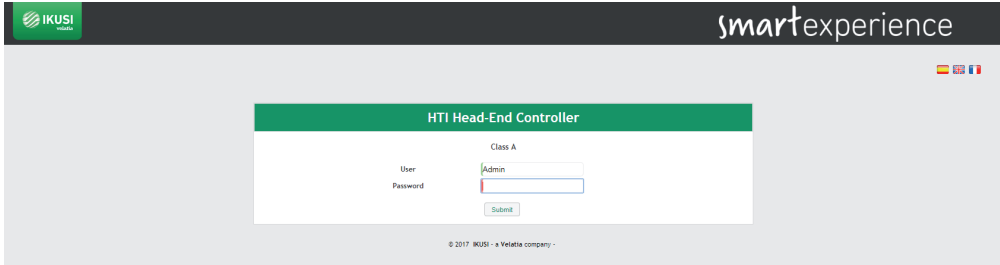 IKUSI
velatia
smartexperience
HTI Head-End Controller
Class A
User Admin
Password
Submit
© 2017 IKUSI - a Velatia company -